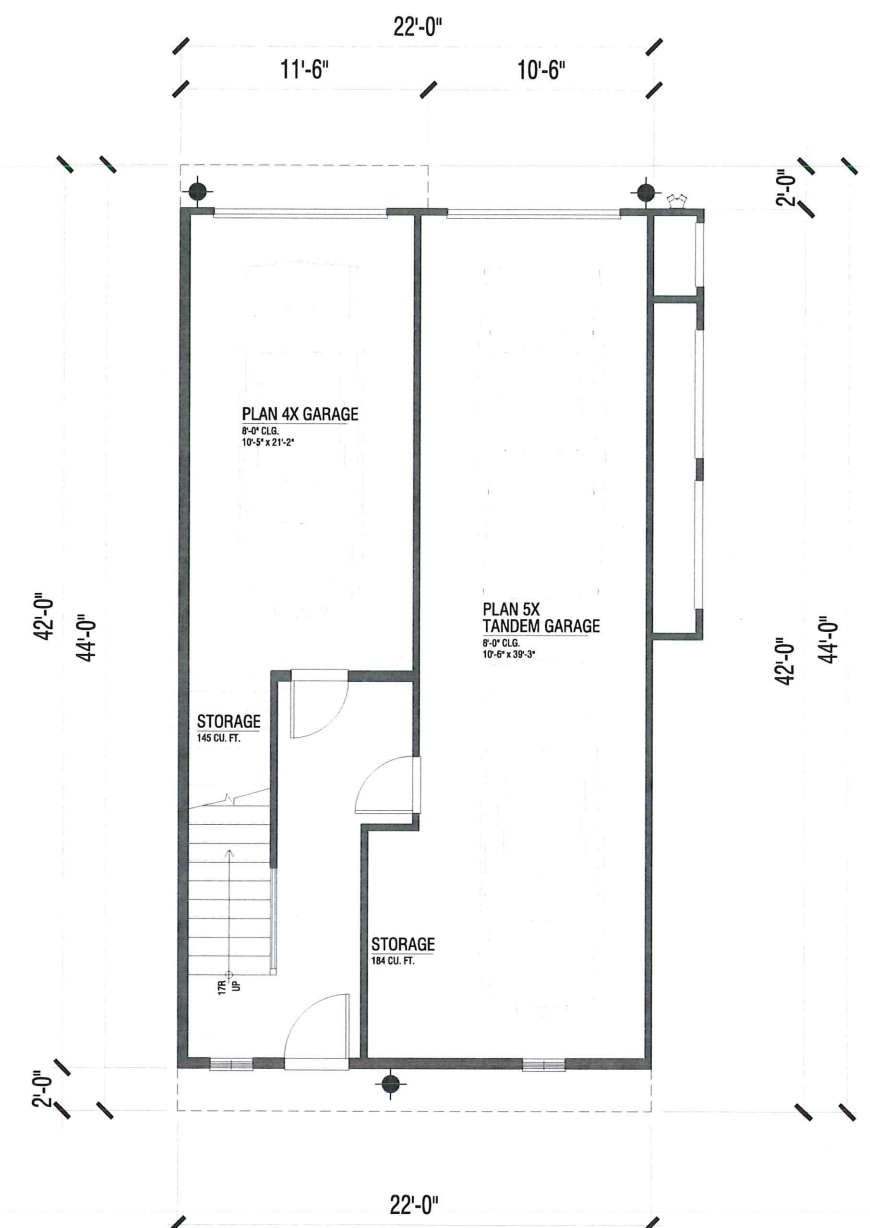 22'-0"
11'-6"
10'-6"
2'-0"
PLAN 4X GARAGE
8'-0" CLG.
10'-5" x 21'-2"
42'-0"
44'-0"
PLAN 5X
TANDEM GARAGE
8'-0" CLG.
10'-6" x 39'-3"
42'-0"
44'-0"
STORAGE
145 CU. FT.
STORAGE
184 CU. FT.
17R
UP
2'-0"
22'-0"